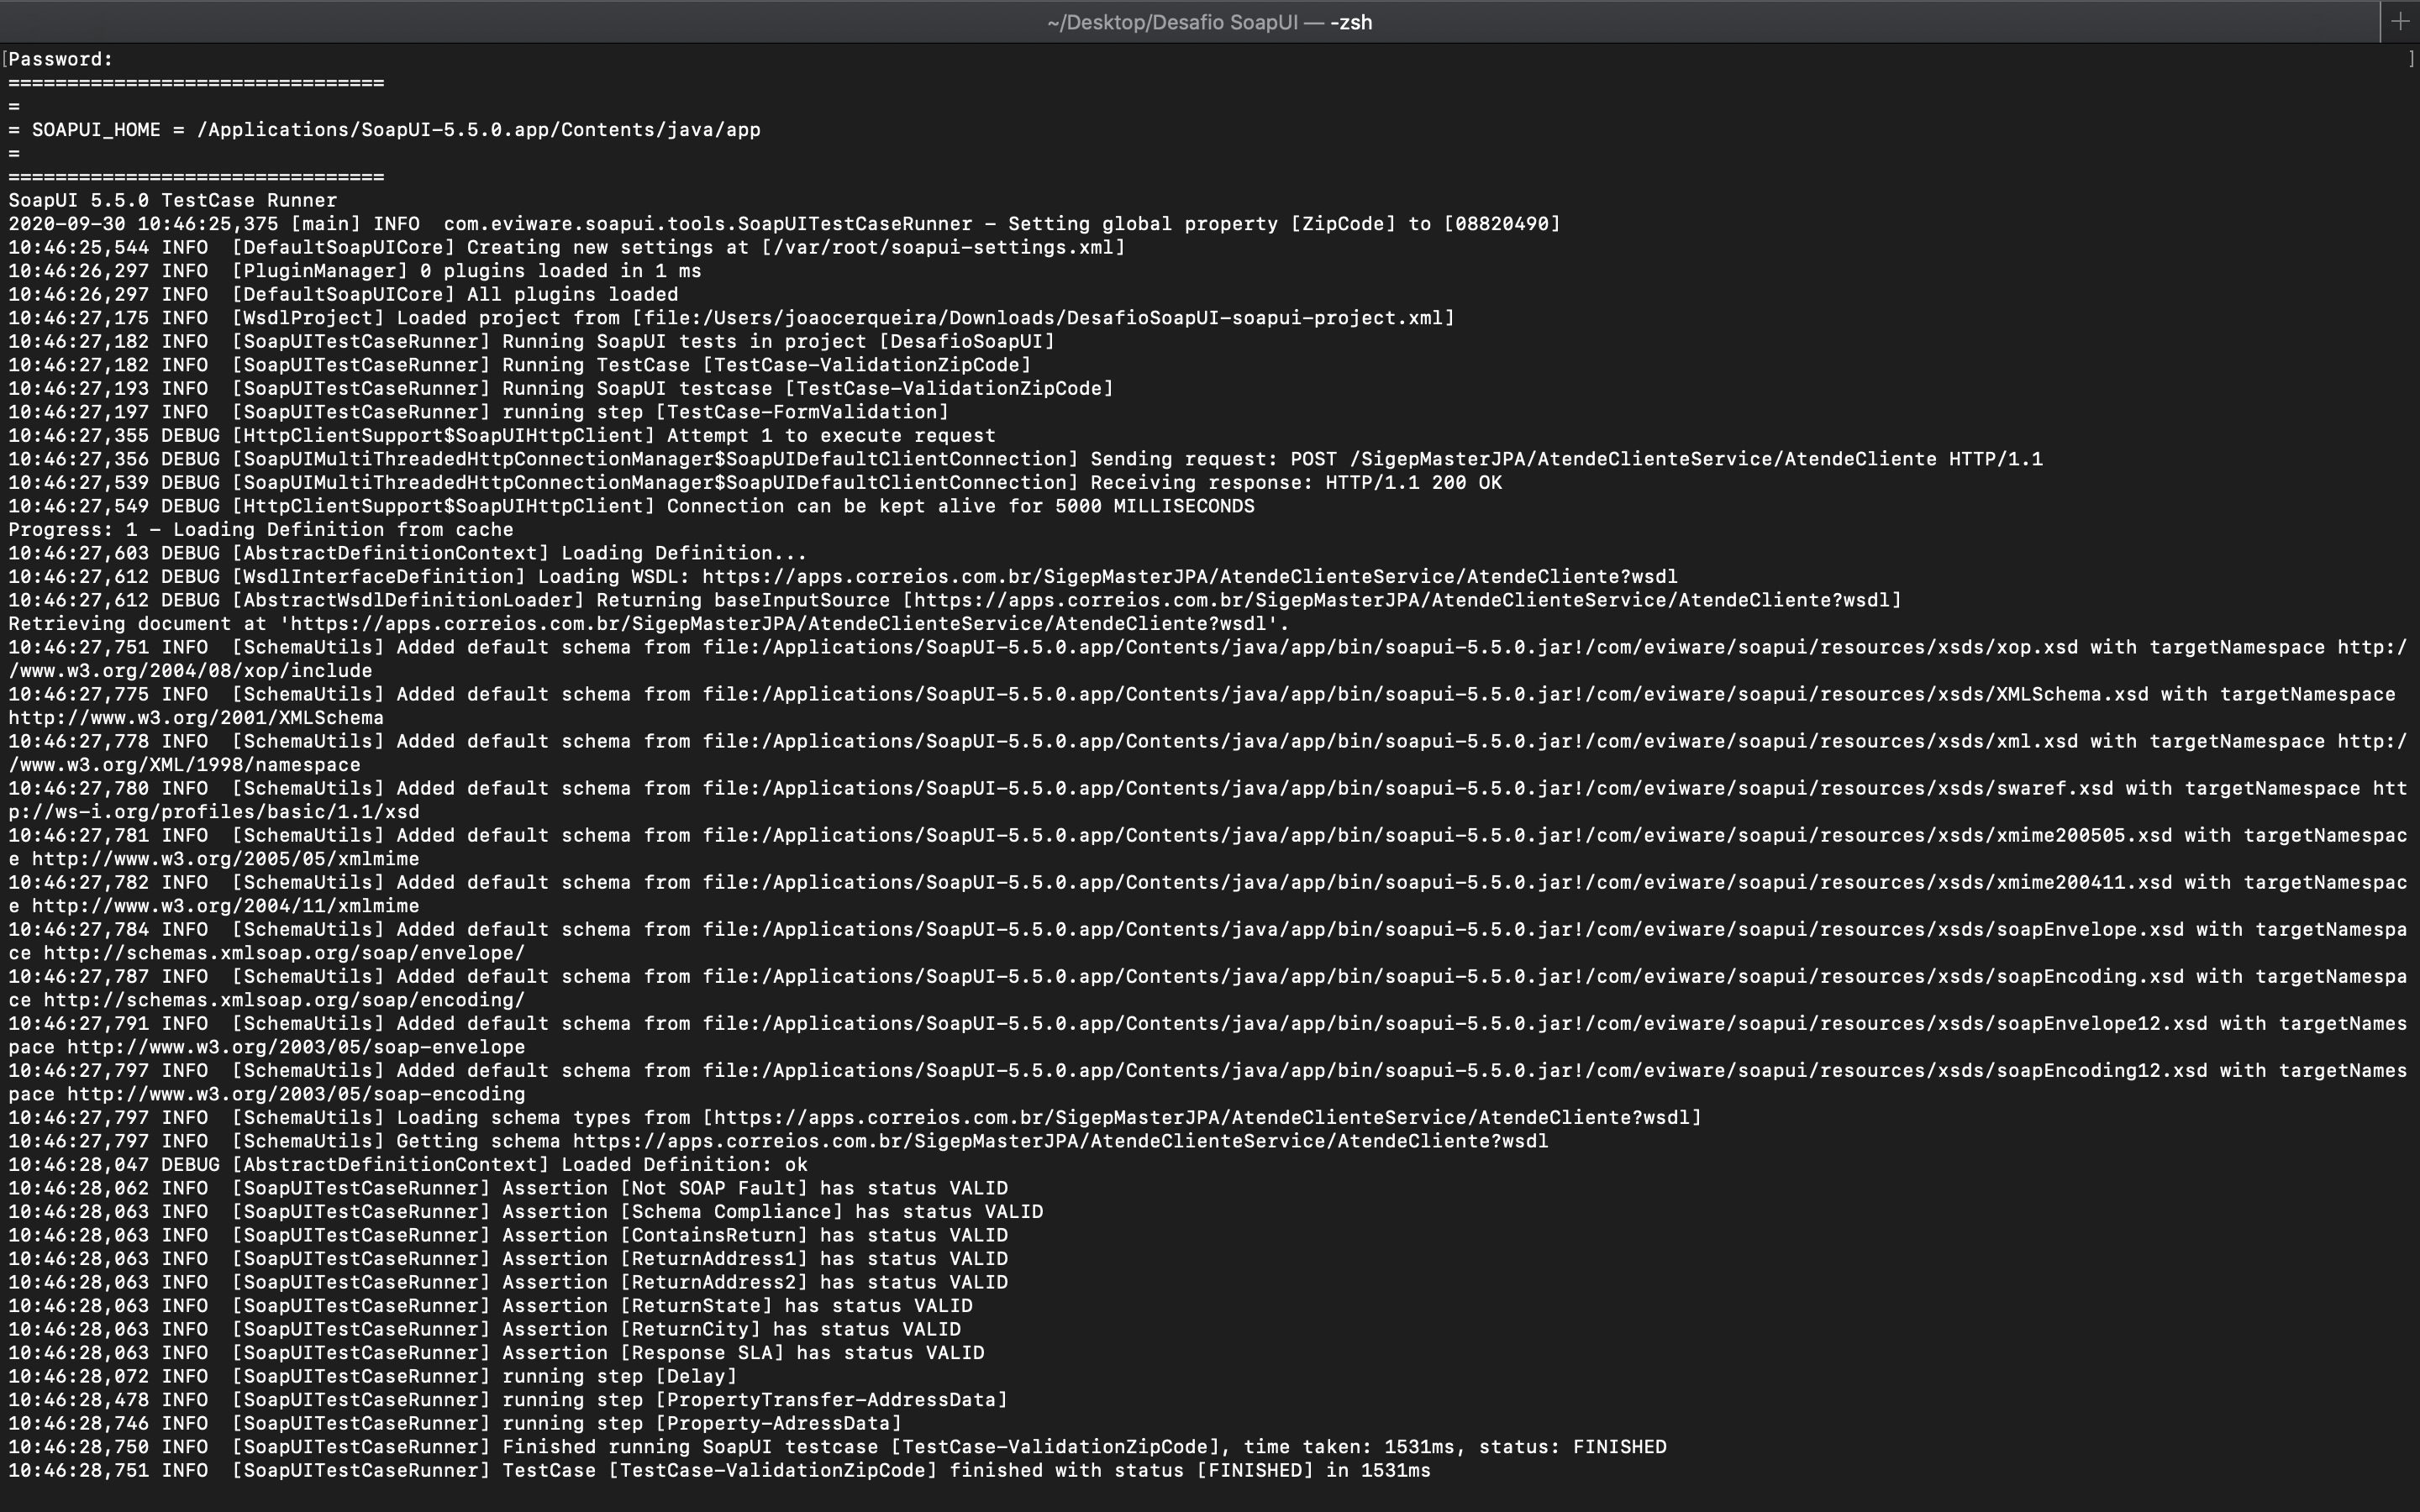 ~/Desktop/Desafio SoapUI — -zsh
[Password: ]
================================
=
= SOAPUI_HOME = /Applications/SoapUI-5.5.0.app/Contents/java/app
=
================================
SoapUI 5.5.0 TestCase Runner
2020-09-30 10:46:25,375 [main] INFO  com.eviware.soapui.tools.SoapUITestCaseRunner - Setting global property [ZipCode] to [08820490]
10:46:25,544 INFO  [DefaultSoapUICore] Creating new settings at [/var/root/soapui-settings.xml]
10:46:26,297 INFO  [PluginManager] 0 plugins loaded in 1 ms
10:46:26,297 INFO  [DefaultSoapUICore] All plugins loaded
10:46:27,175 INFO  [WsdlProject] Loaded project from [file:/Users/joaocerqueira/Downloads/DesafioSoapUI-soapui-project.xml]
10:46:27,182 INFO  [SoapUITestCaseRunner] Running SoapUI tests in project [DesafioSoapUI]
10:46:27,182 INFO  [SoapUITestCaseRunner] Running TestCase [TestCase-ValidationZipCode]
10:46:27,193 INFO  [SoapUITestCaseRunner] Running SoapUI testcase [TestCase-ValidationZipCode]
10:46:27,197 INFO  [SoapUITestCaseRunner] running step [TestCase-FormValidation]
10:46:27,355 DEBUG [HttpClientSupport$SoapUIHttpClient] Attempt 1 to execute request
10:46:27,356 DEBUG [SoapUIMultiThreadedHttpConnectionManager$SoapUIDefaultClientConnection] Sending request: POST /SigepMasterJPA/AtendeClienteService/AtendeCliente HTTP/1.1
10:46:27,539 DEBUG [SoapUIMultiThreadedHttpConnectionManager$SoapUIDefaultClientConnection] Receiving response: HTTP/1.1 200 OK
10:46:27,549 DEBUG [HttpClientSupport$SoapUIHttpClient] Connection can be kept alive for 5000 MILLISECONDS
Progress: 1 - Loading Definition from cache
10:46:27,603 DEBUG [AbstractDefinitionContext] Loading Definition...
10:46:27,612 DEBUG [WsdlInterfaceDefinition] Loading WSDL: https://apps.correios.com.br/SigepMasterJPA/AtendeClienteService/AtendeCliente?wsdl
10:46:27,612 DEBUG [AbstractWsdlDefinitionLoader] Returning baseInputSource [https://apps.correios.com.br/SigepMasterJPA/AtendeClienteService/AtendeCliente?wsdl]
Retrieving document at 'https://apps.correios.com.br/SigepMasterJPA/AtendeClienteService/AtendeCliente?wsdl'.
10:46:27,751 INFO  [SchemaUtils] Added default schema from file:/Applications/SoapUI-5.5.0.app/Contents/java/app/bin/soapui-5.5.0.jar!/com/eviware/soapui/resources/xsds/xop.xsd with targetNamespace http:/
/www.w3.org/2004/08/xop/include
10:46:27,775 INFO  [SchemaUtils] Added default schema from file:/Applications/SoapUI-5.5.0.app/Contents/java/app/bin/soapui-5.5.0.jar!/com/eviware/soapui/resources/xsds/XMLSchema.xsd with targetNamespace
http://www.w3.org/2001/XMLSchema
10:46:27,778 INFO  [SchemaUtils] Added default schema from file:/Applications/SoapUI-5.5.0.app/Contents/java/app/bin/soapui-5.5.0.jar!/com/eviware/soapui/resources/xsds/xml.xsd with targetNamespace http:/
/www.w3.org/XML/1998/namespace
10:46:27,780 INFO  [SchemaUtils] Added default schema from file:/Applications/SoapUI-5.5.0.app/Contents/java/app/bin/soapui-5.5.0.jar!/com/eviware/soapui/resources/xsds/swaref.xsd with targetNamespace htt
p://ws-i.org/profiles/basic/1.1/xsd
10:46:27,781 INFO  [SchemaUtils] Added default schema from file:/Applications/SoapUI-5.5.0.app/Contents/java/app/bin/soapui-5.5.0.jar!/com/eviware/soapui/resources/xsds/xmime200505.xsd with targetNamespac
e http://www.w3.org/2005/05/xmlmime
10:46:27,782 INFO  [SchemaUtils] Added default schema from file:/Applications/SoapUI-5.5.0.app/Contents/java/app/bin/soapui-5.5.0.jar!/com/eviware/soapui/resources/xsds/xmime200411.xsd with targetNamespac
e http://www.w3.org/2004/11/xmlmime
10:46:27,784 INFO  [SchemaUtils] Added default schema from file:/Applications/SoapUI-5.5.0.app/Contents/java/app/bin/soapui-5.5.0.jar!/com/eviware/soapui/resources/xsds/soapEnvelope.xsd with targetNamespa
ce http://schemas.xmlsoap.org/soap/envelope/
10:46:27,787 INFO  [SchemaUtils] Added default schema from file:/Applications/SoapUI-5.5.0.app/Contents/java/app/bin/soapui-5.5.0.jar!/com/eviware/soapui/resources/xsds/soapEncoding.xsd with targetNamespa
ce http://schemas.xmlsoap.org/soap/encoding/
10:46:27,791 INFO  [SchemaUtils] Added default schema from file:/Applications/SoapUI-5.5.0.app/Contents/java/app/bin/soapui-5.5.0.jar!/com/eviware/soapui/resources/xsds/soapEnvelope12.xsd with targetNames
pace http://www.w3.org/2003/05/soap-envelope
10:46:27,797 INFO  [SchemaUtils] Added default schema from file:/Applications/SoapUI-5.5.0.app/Contents/java/app/bin/soapui-5.5.0.jar!/com/eviware/soapui/resources/xsds/soapEncoding12.xsd with targetNames
pace http://www.w3.org/2003/05/soap-encoding
10:46:27,797 INFO  [SchemaUtils] Loading schema types from [https://apps.correios.com.br/SigepMasterJPA/AtendeClienteService/AtendeCliente?wsdl]
10:46:27,797 INFO  [SchemaUtils] Getting schema https://apps.correios.com.br/SigepMasterJPA/AtendeClienteService/AtendeCliente?wsdl
10:46:28,047 DEBUG [AbstractDefinitionContext] Loaded Definition: ok
10:46:28,062 INFO  [SoapUITestCaseRunner] Assertion [Not SOAP Fault] has status VALID
10:46:28,063 INFO  [SoapUITestCaseRunner] Assertion [Schema Compliance] has status VALID
10:46:28,063 INFO  [SoapUITestCaseRunner] Assertion [ContainsReturn] has status VALID
10:46:28,063 INFO  [SoapUITestCaseRunner] Assertion [ReturnAddress1] has status VALID
10:46:28,063 INFO  [SoapUITestCaseRunner] Assertion [ReturnAddress2] has status VALID
10:46:28,063 INFO  [SoapUITestCaseRunner] Assertion [ReturnState] has status VALID
10:46:28,063 INFO  [SoapUITestCaseRunner] Assertion [ReturnCity] has status VALID
10:46:28,063 INFO  [SoapUITestCaseRunner] Assertion [Response SLA] has status VALID
10:46:28,072 INFO  [SoapUITestCaseRunner] running step [Delay]
10:46:28,478 INFO  [SoapUITestCaseRunner] running step [PropertyTransfer-AddressData]
10:46:28,746 INFO  [SoapUITestCaseRunner] running step [Property-AdressData]
10:46:28,750 INFO  [SoapUITestCaseRunner] Finished running SoapUI testcase [TestCase-ValidationZipCode], time taken: 1531ms, status: FINISHED
10:46:28,751 INFO  [SoapUITestCaseRunner] TestCase [TestCase-ValidationZipCode] finished with status [FINISHED] in 1531ms